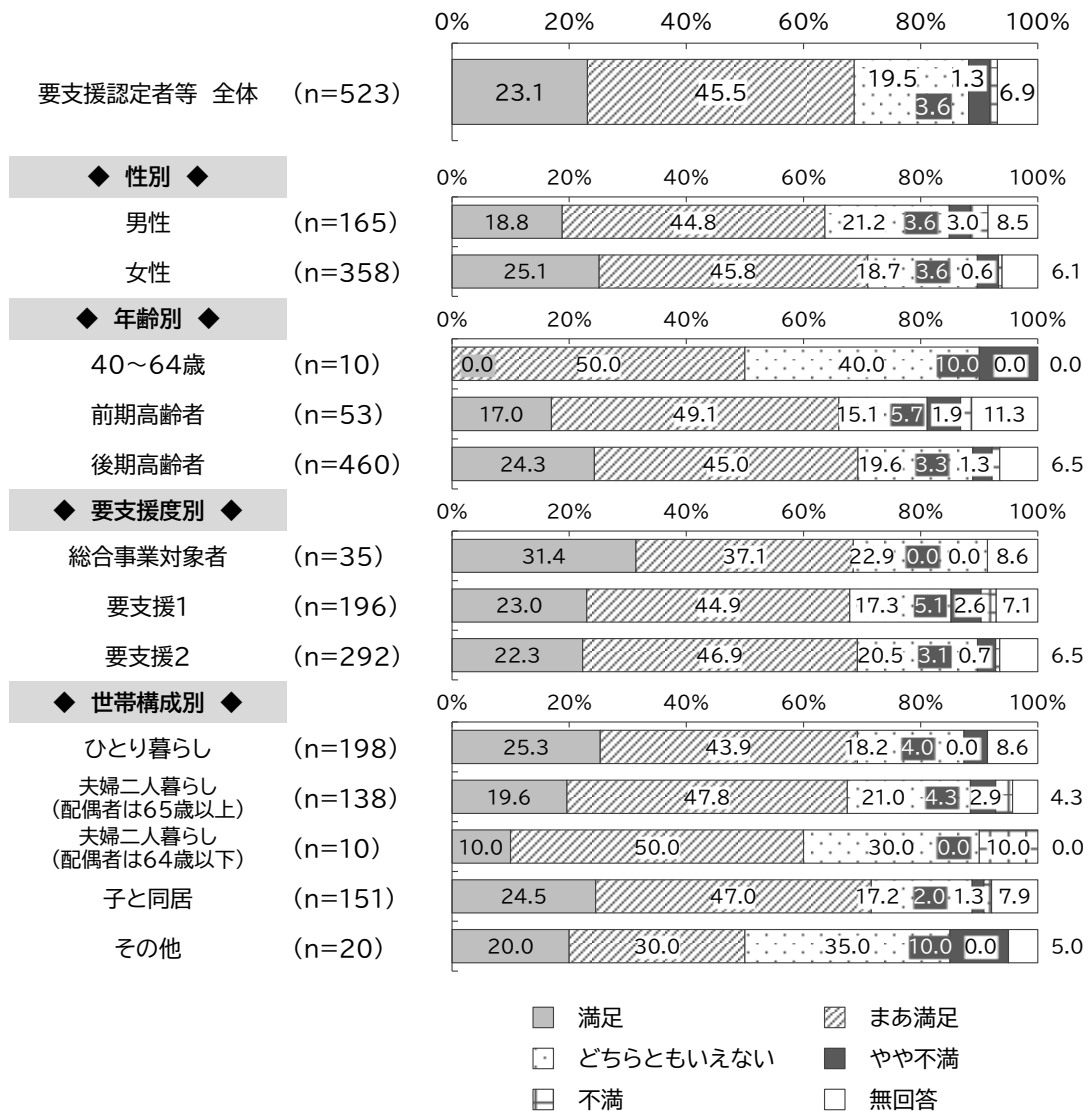 0% 20% 40% 60% 80% 100%
要支援認定者等 全体 (n=523) 23.1 45.5 19.5 3.6 1.3 6.9
◆ 性別 ◆ 0% 20% 40% 60% 80% 100%
男性 (n=165) 18.8 44.8 21.2 3.6 3.0 8.5
女性 (n=358) 25.1 45.8 18.7 3.6 0.6 6.1
◆ 年齢別 ◆ 0% 20% 40% 60% 80% 100%
40～64歳 (n=10) 0.0 50.0 40.0 10.0 0.0 0.0
前期高齢者 (n=53) 17.0 49.1 15.1 5.7 1.9 11.3
後期高齢者 (n=460) 24.3 45.0 19.6 3.3 1.3 6.5
◆ 要支援度別 ◆ 0% 20% 40% 60% 80% 100%
総合事業対象者 (n=35) 31.4 37.1 22.9 0.0 0.0 8.6
要支援1 (n=196) 23.0 44.9 17.3 5.1 2.6 7.1
要支援2 (n=292) 22.3 46.9 20.5 3.1 0.7 6.5
◆ 世帯構成別 ◆ 0% 20% 40% 60% 80% 100%
ひとり暮らし (n=198) 25.3 43.9 18.2 4.0 0.0 8.6
夫婦二人暮らし
(配偶者は65歳以上) (n=138) 19.6 47.8 21.0 4.3 2.9 4.3
夫婦二人暮らし
(配偶者は64歳以下) (n=10) 10.0 50.0 30.0 0.0 10.0 0.0
子と同居 (n=151) 24.5 47.0 17.2 2.0 1.3 7.9
その他 (n=20) 20.0 30.0 35.0 10.0 0.0 5.0
満足 まあ満足
どちらともいえない やや不満
不満 無回答